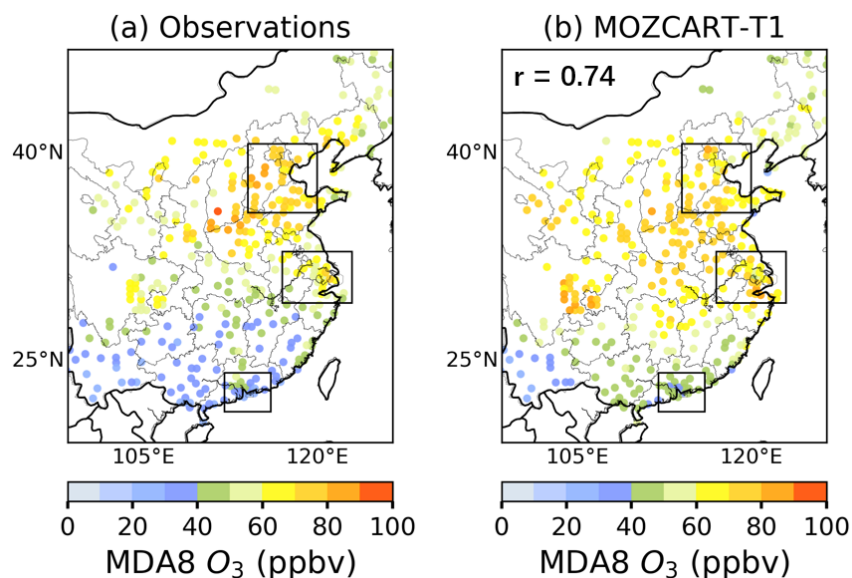 (a) Observations
(b) MOZCART-T1
r = 0.74
40°N
40°N
25°N
25°N
105°E 120°E
105°E 120°E
0 20 40 60 80 100
0 20 40 60 80 100
MDA8 O3 (ppbv)
MDA8 O3 (ppbv)